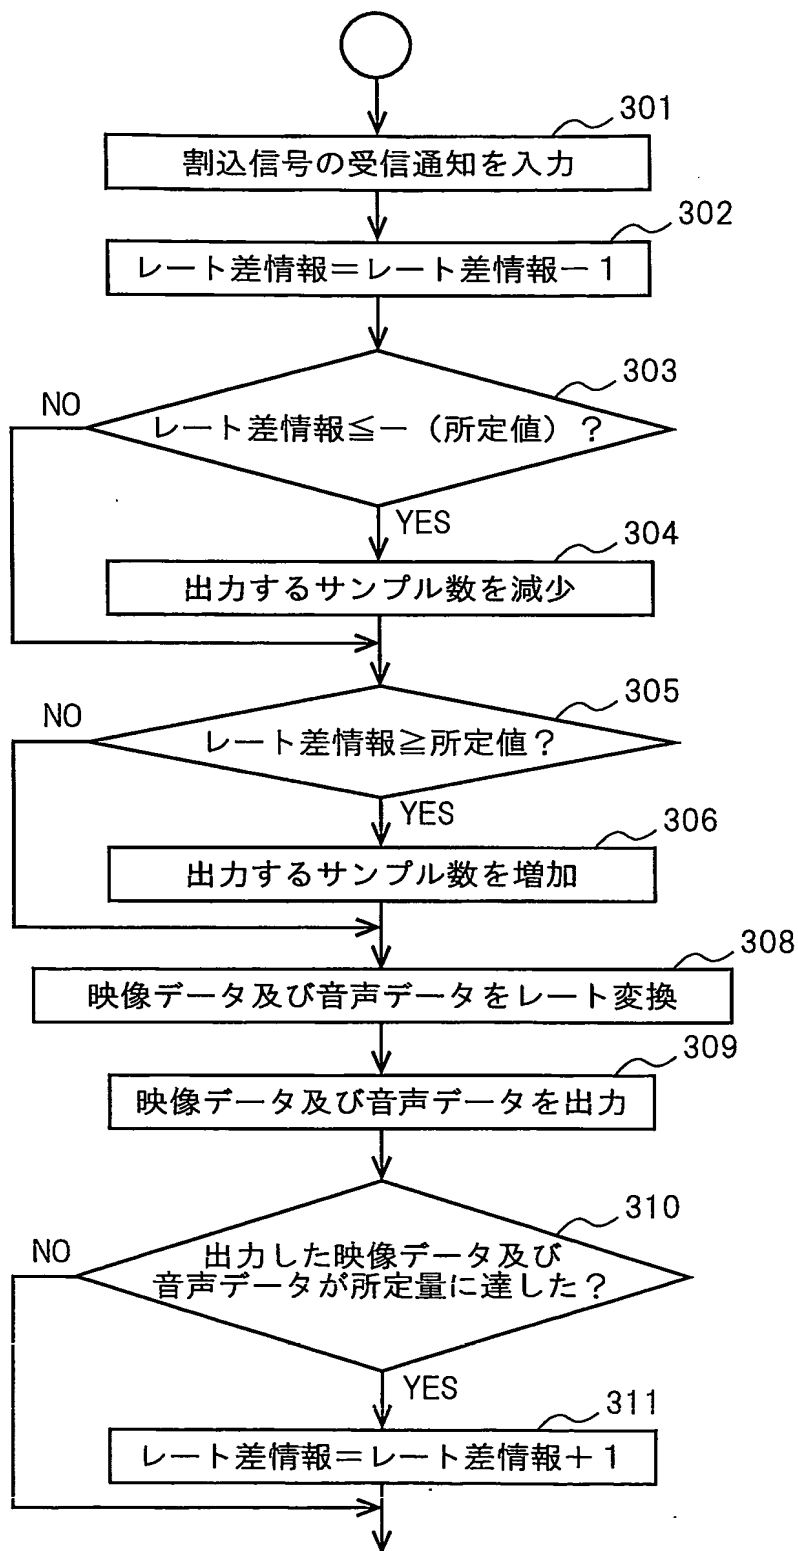 301
割込信号の受信通知を入力
302
レート差情報＝レート差情報－１
303
レート差情報≦－（所定値）？
NO
YES
304
出力するサンプル数を減少
305
レート差情報≧所定値？
NO
YES
306
出力するサンプル数を増加
308
映像データ及び音声データをレート変換
309
映像データ及び音声データを出力
310
出力した映像データ及び
音声データが所定量に達した？
NO
YES
311
レート差情報＝レート差情報＋１